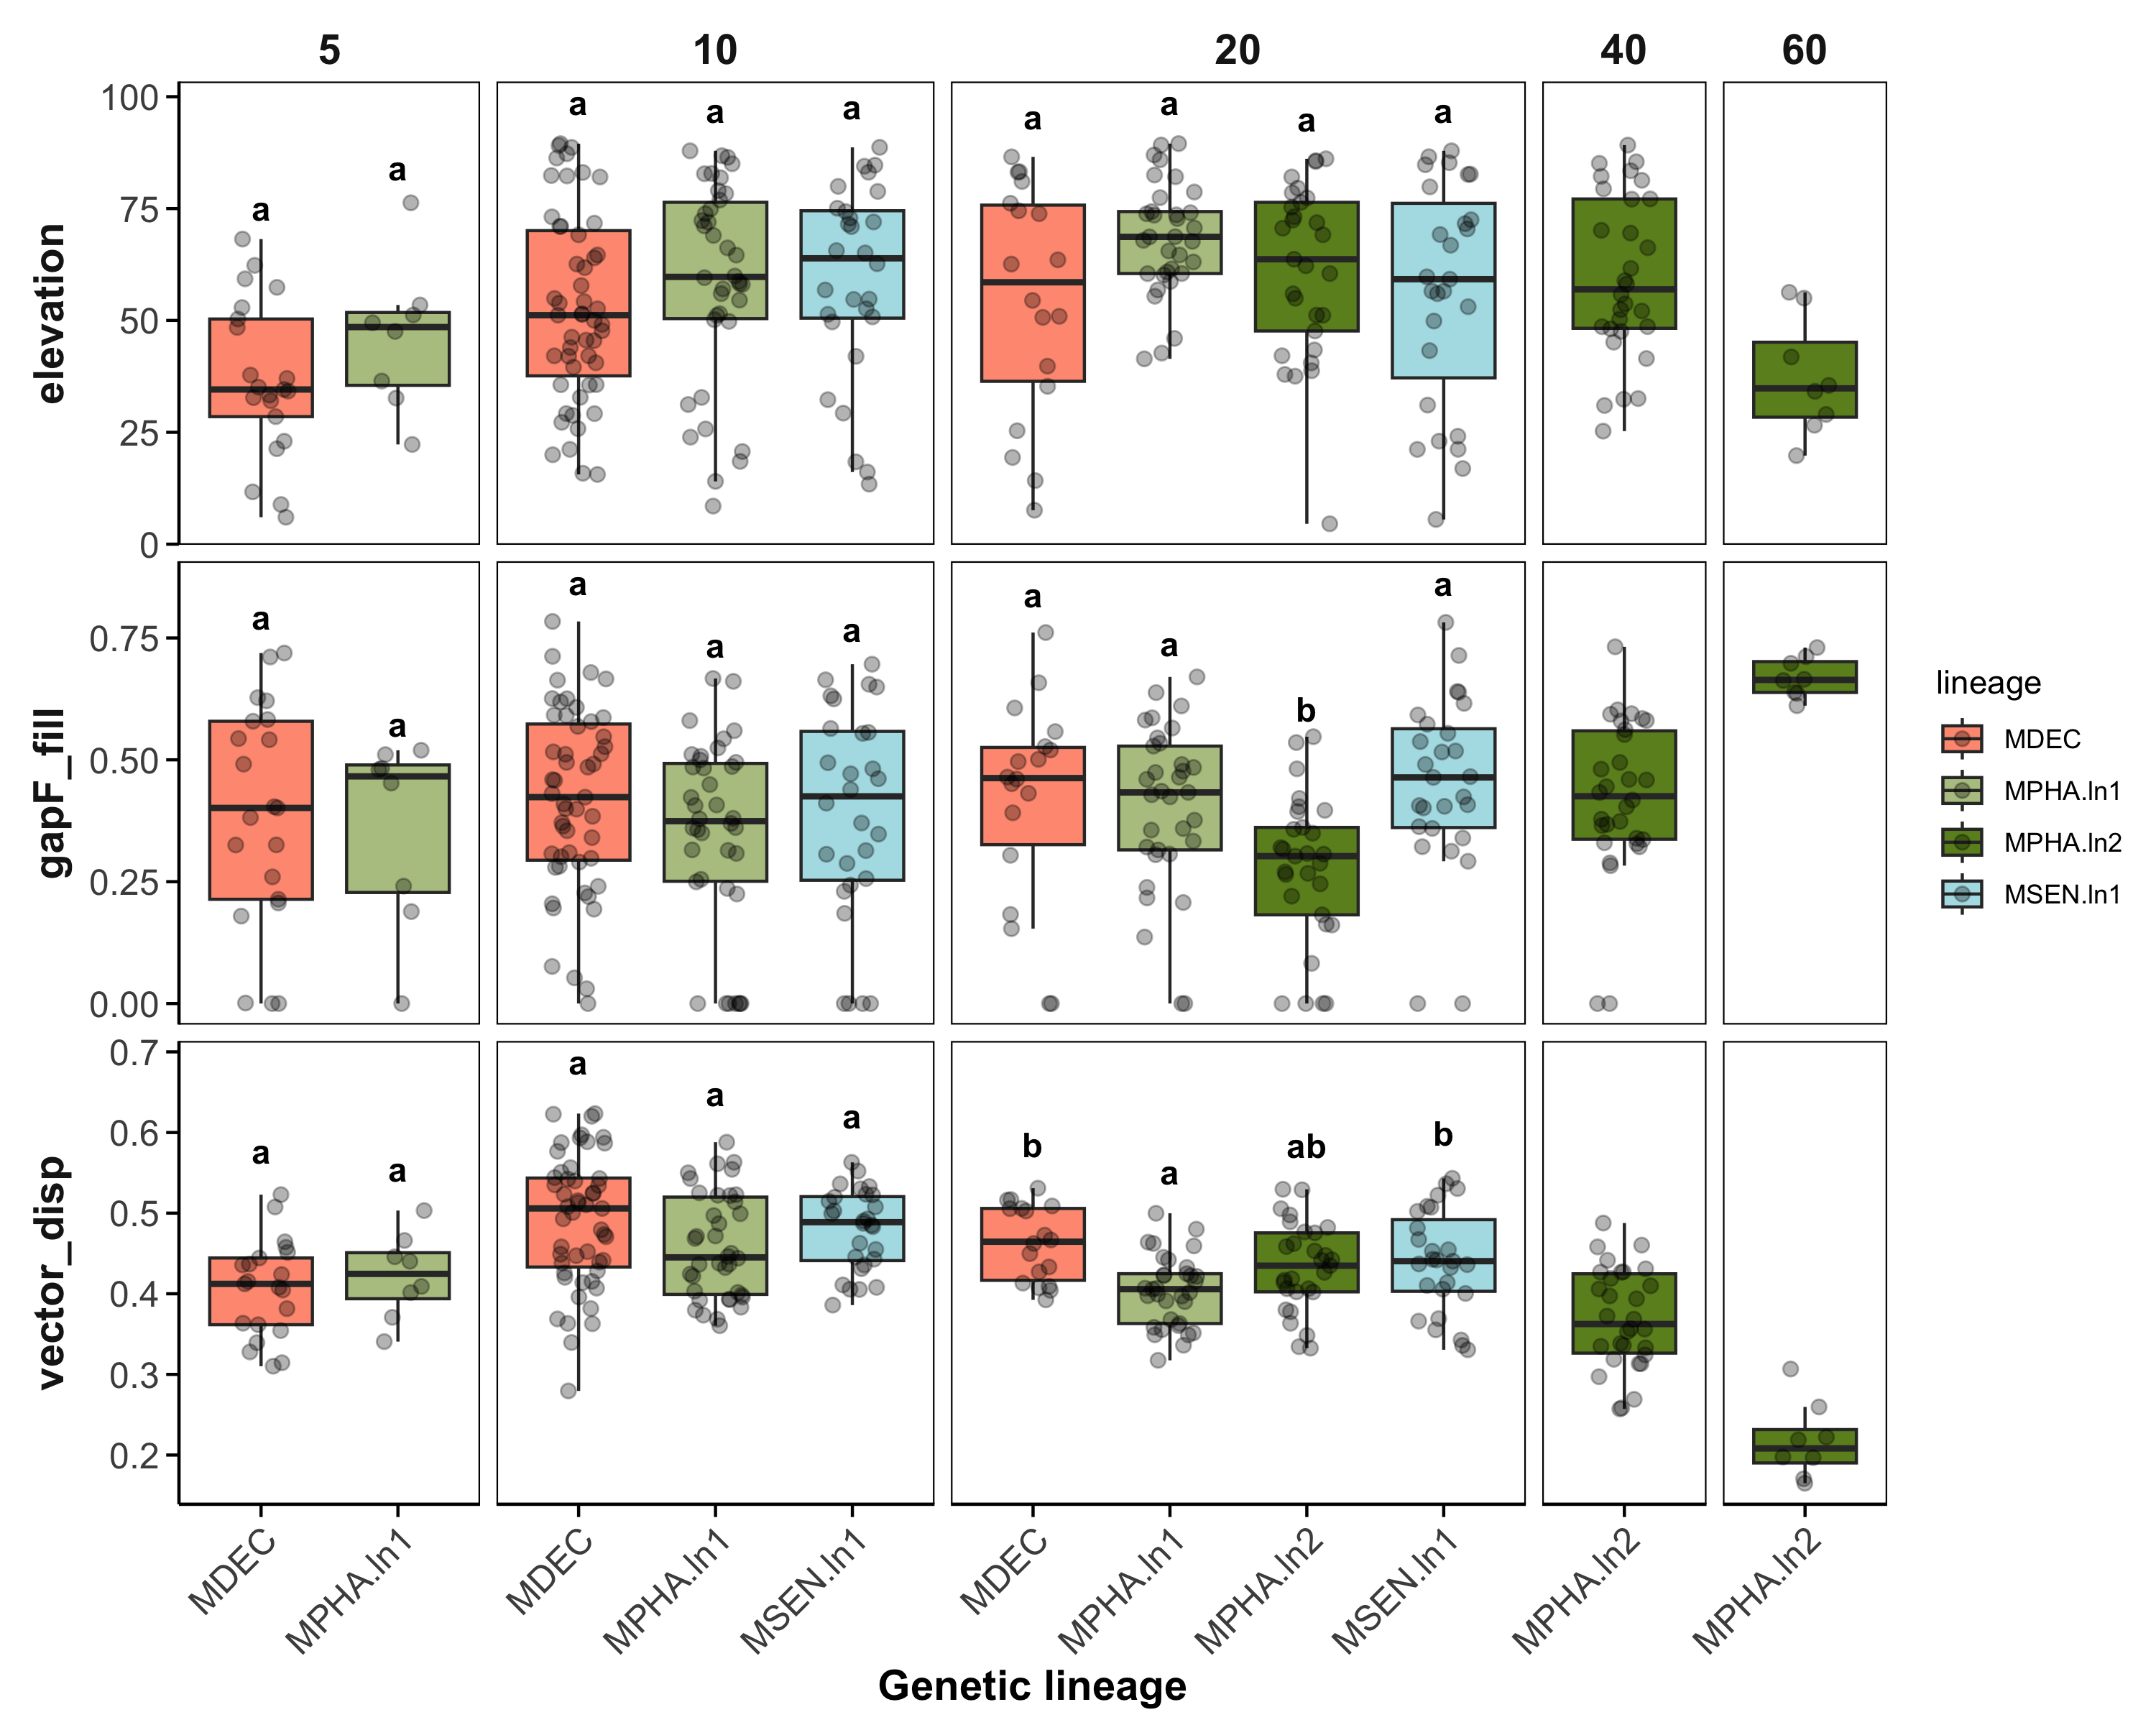 5 10 20 40 60
elevation
100
75
50
25
0
a a
a a a
a a a a
gapF_fill
0.75
0.50
0.25
0.00
a a
a a a
a a b a
vector_disp
0.7
0.6
0.5
0.4
0.3
0.2
a a
a a a
b a ab b
MDEC MPHA.ln1 MDEC MPHA.ln1 MSEN.ln1 MDEC MPHA.ln1 MPHA.ln2 MSEN.ln1 MPHA.ln2 MPHA.ln2
Genetic lineage
lineage
MDEC
MPHA.ln1
MPHA.ln2
MSEN.ln1